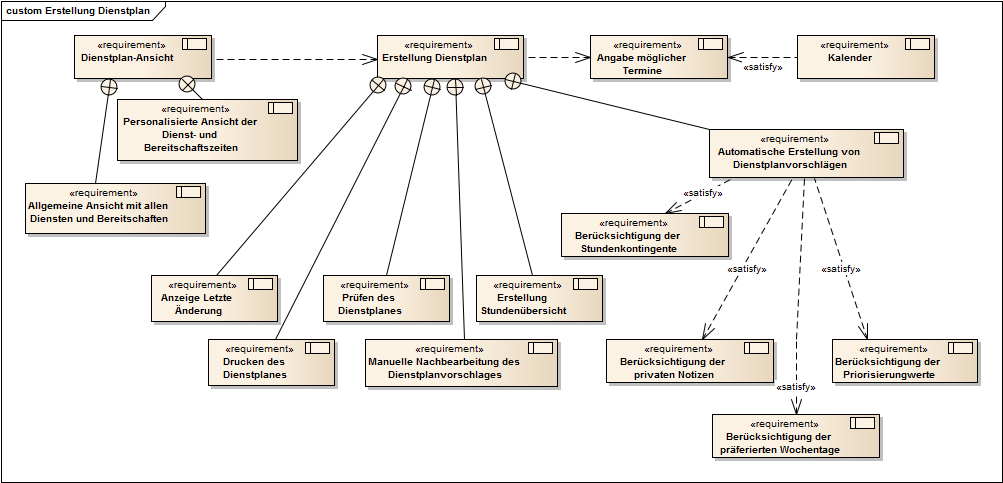 custom Erstellung Dienstplan
«requirement»
Dienstplan-Ansicht
«requirement»
Erstellung Dienstplan
«requirement»
Angabe möglicher
Termine
«satisfy»
«requirement»
Kalender
«requirement»
Personalisierte Ansicht der
Dienst- und
Bereitschaftszeiten
«requirement»
Automatische Erstellung von
Dienstplanvorschlägen
«requirement»
Allgemeine Ansicht mit allen
Diensten und Bereitschaften
«satisfy»
«requirement»
Berücksichtigung der
Stundenkontingente
«satisfy»
«satisfy»
«requirement»
Anzeige Letzte
Änderung
«requirement»
Prüfen des
Dienstplanes
«requirement»
Erstellung
Stundenübersicht
«requirement»
Drucken des
Dienstplanes
«requirement»
Manuelle Nachbearbeitung des
Dienstplanvorschlages
«requirement»
Berücksichtigung der
privaten Notizen
«requirement»
Berücksichtigung der
Priorisierungwerte
«satisfy»
«requirement»
Berücksichtigung der
präferierten Wochentage